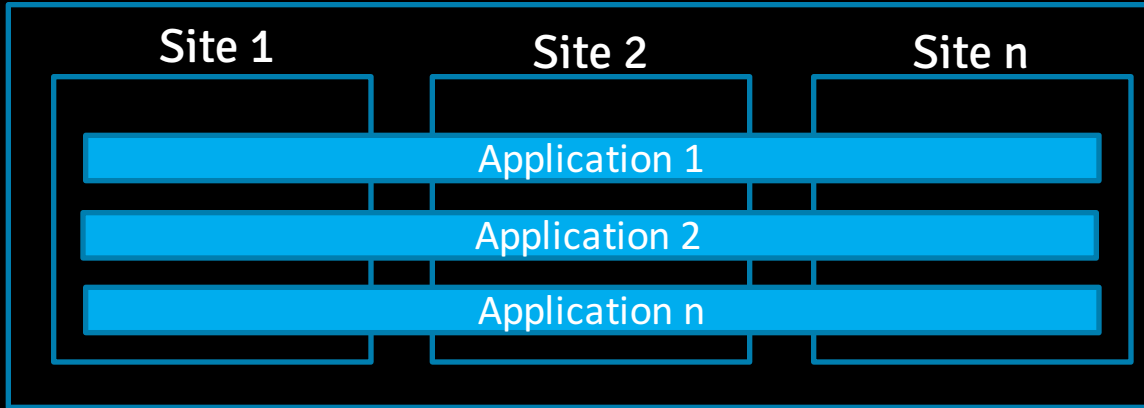 Site 1
Site 2
Site n
Application 1
Application 2
Application n